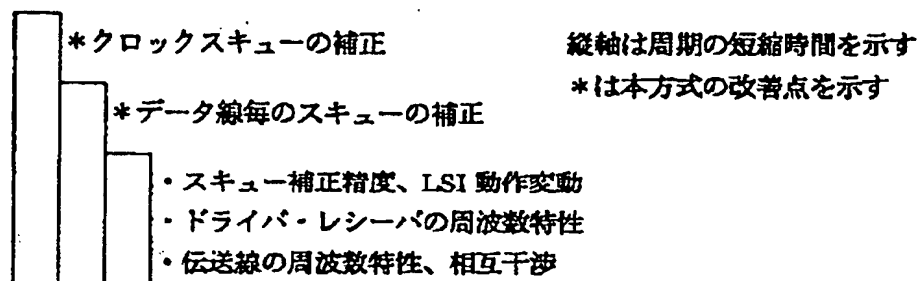 *クロックスキューの補正
縦軸は周期の短縮時間を示す
*は本方式の改善点を示す
*データ線毎のスキューの補正
・スキュー補正精度、LSI 動作変動
・ドライバ・レシーバの周波数特性
・伝送線の周波数特性、相互干渉